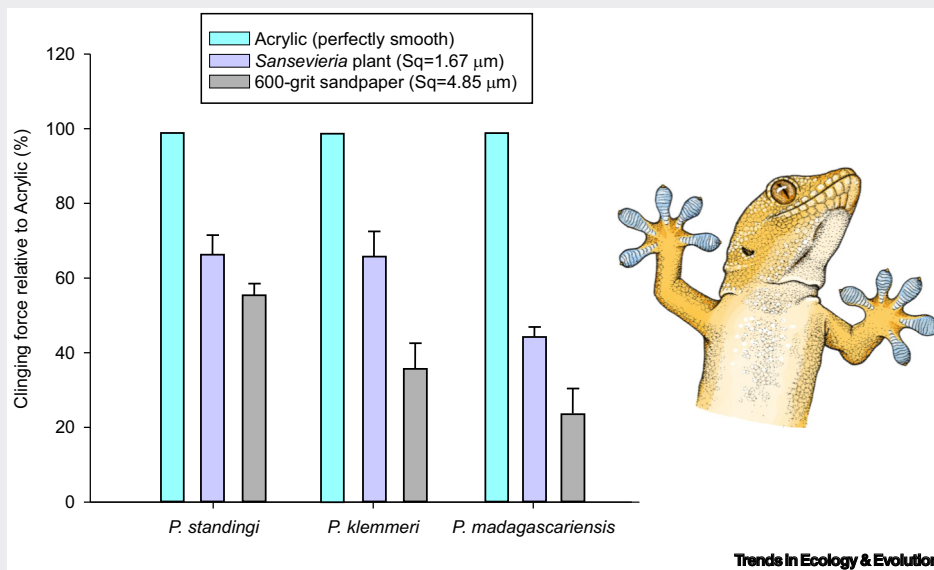 Acrylic (perfectly smooth)
Sansevieria plant (Sq=1.67 μm)
600-grit sandpaper (Sq=4.85 μm)
120
100
80
60
40
20
0
Clinging force relative to Acrylic (%)
P. standingi
P. klemmeri
P. madagascariensis
Trends in Ecology & Evolution